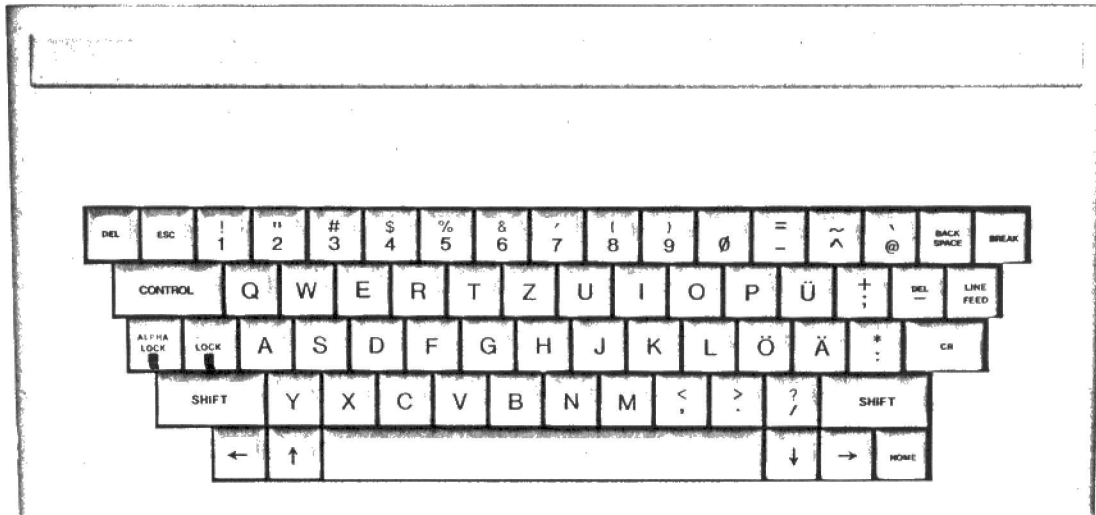 DEL ESC ! 1 " 2 # 3 $ 4 % 5 & 6 ' 7 ( 8 ) 9 Ø = - ~ ^ ` @ BACK SPACE BREAK
CONTROL Q W E R T Z U I O P Ü + ; DEL — LINE FEED
ALPHA LOCK LOCK A S D F G H J K L Ö Ä * : CR
SHIFT Y X C V B N M < , > . ? / SHIFT
← ↑ ↓ → HOME